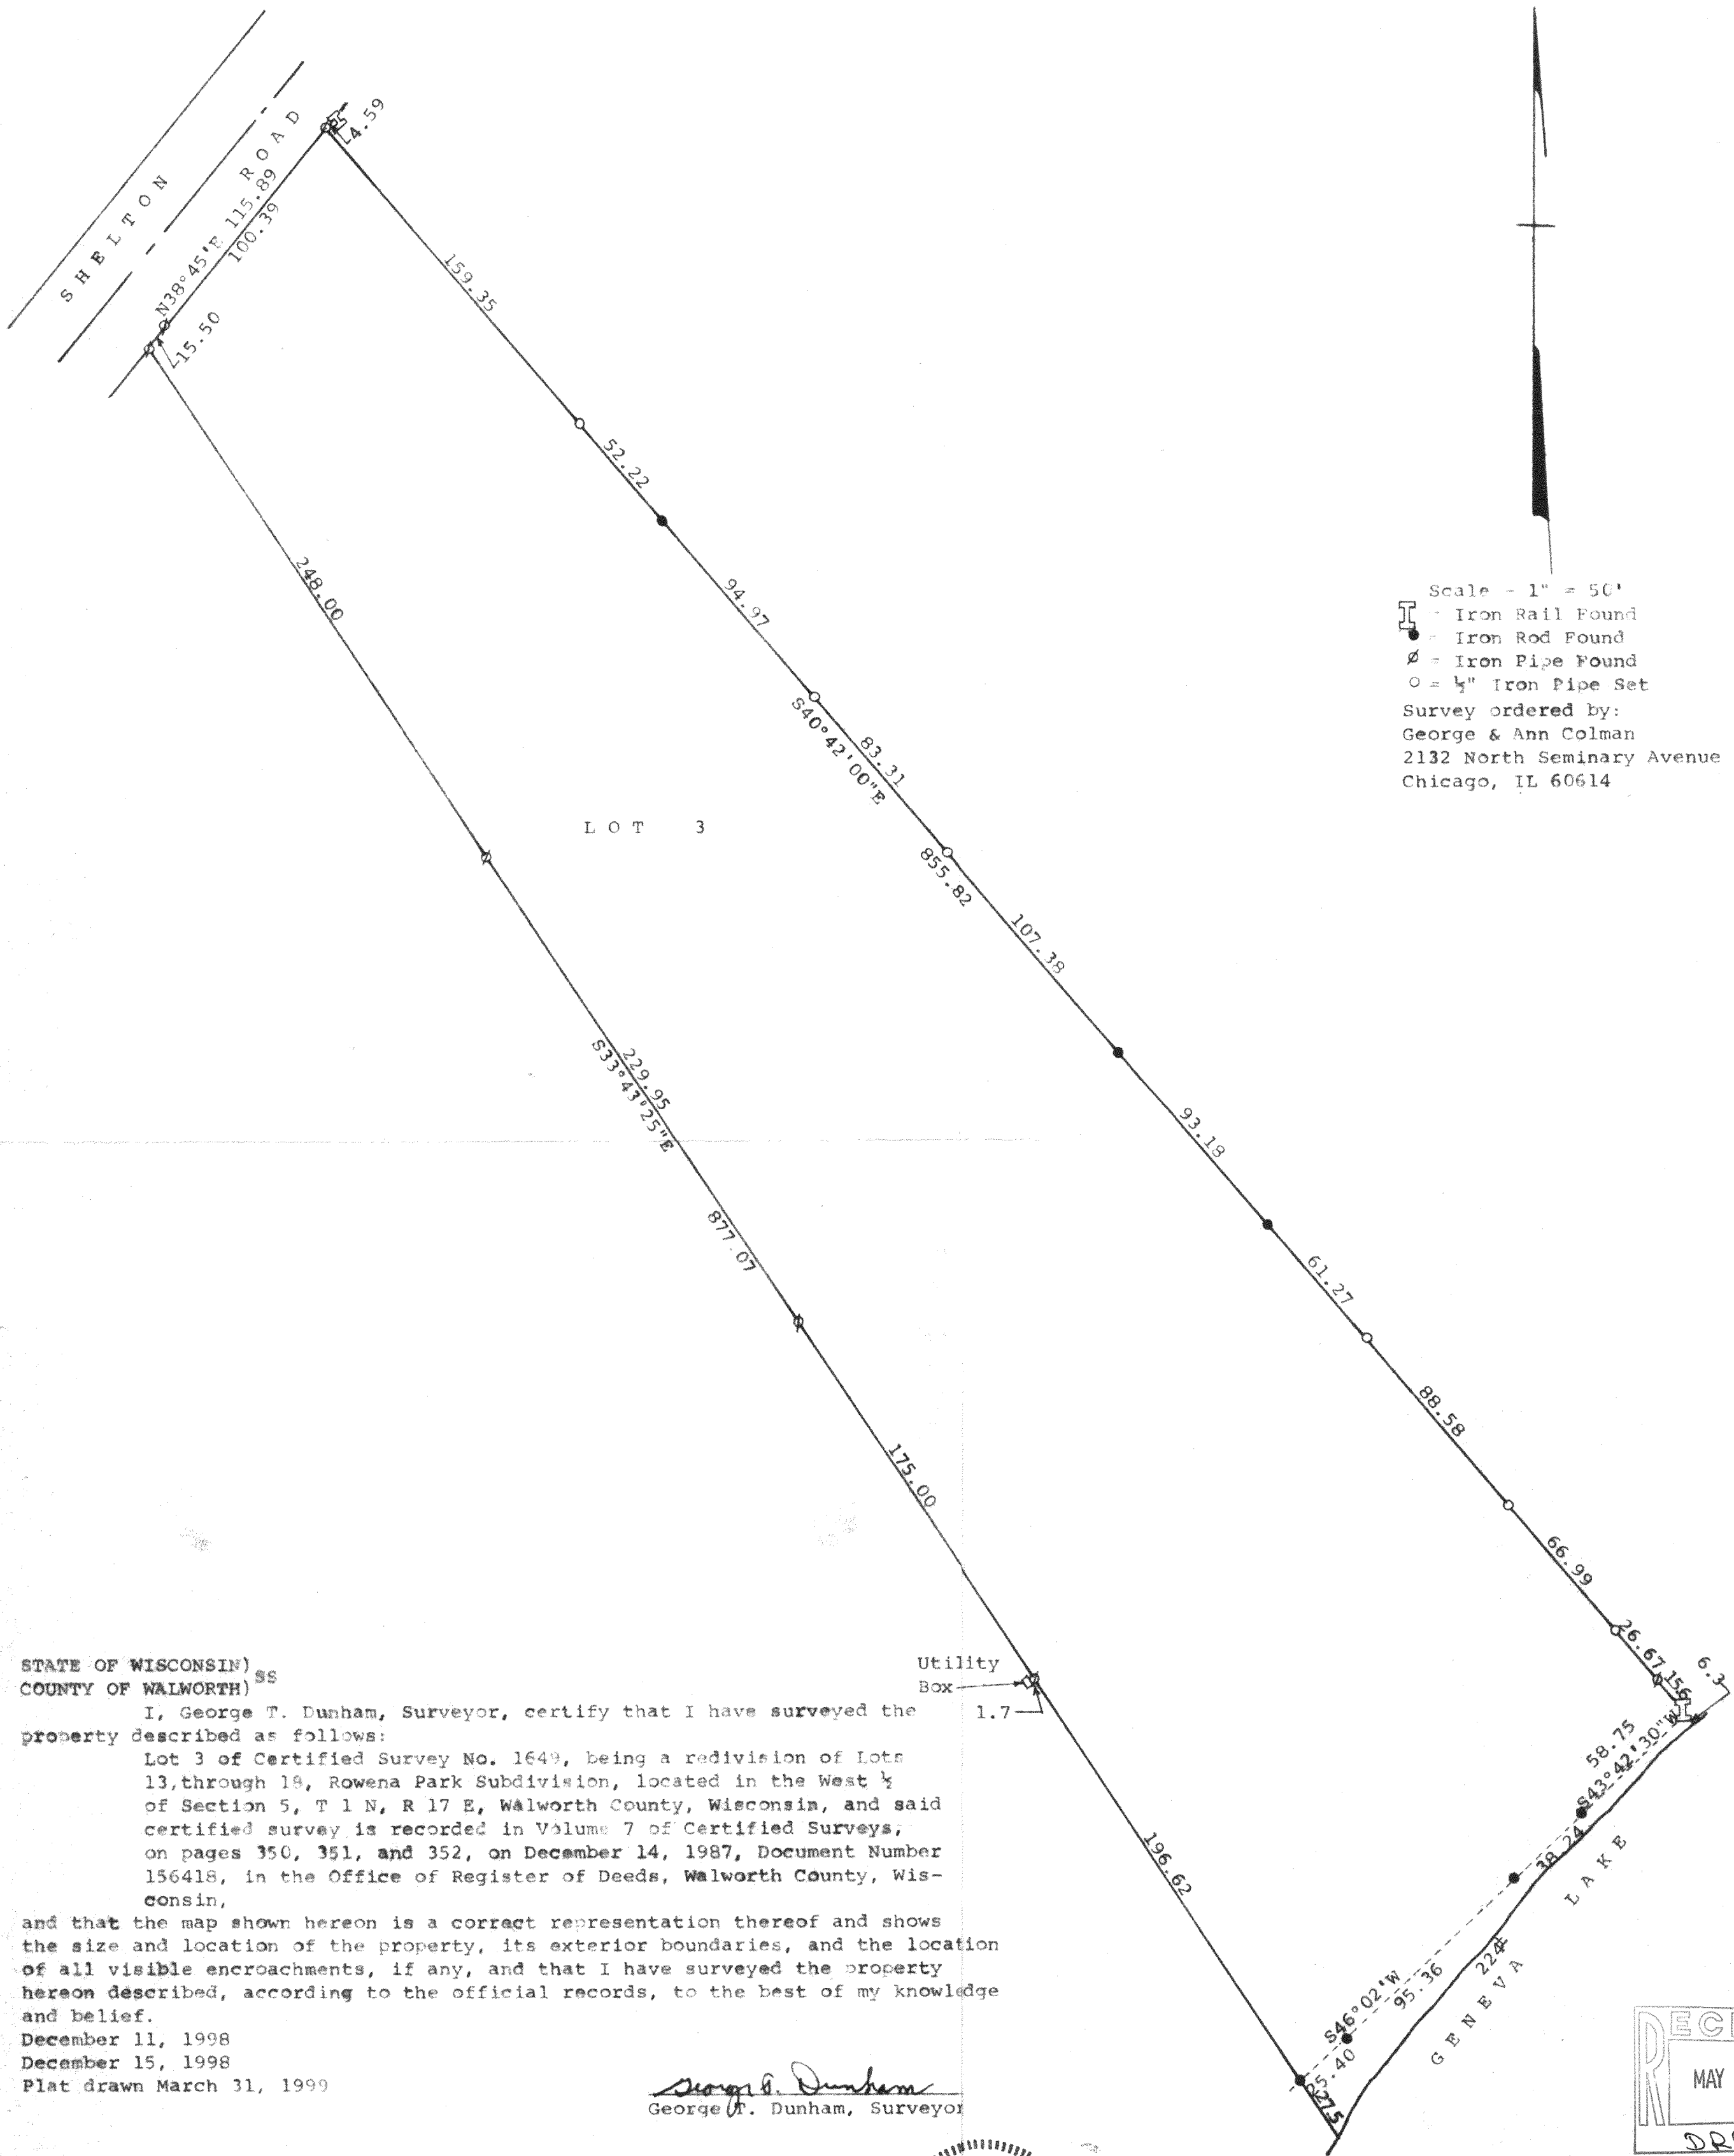 SHELTON ROAD
4.59
N38°45'E 115.89
100.39
15.50
159.35
52.22
94.97
S40°42'00"E
83.31
855.82
107.38
93.18
61.27
88.58
66.99
26.67
6.3
248.00
229.95
S33°43'25"E
877.07
175.00
196.62
LOT 3
Scale - 1" = 50'
I - Iron Rail Found
● = Iron Rod Found
Ø = Iron Pipe Found
O = ½" Iron Pipe Set
Survey ordered by:
George & Ann Colman
2132 North Seminary Avenue
Chicago, IL 60614
Utility
Box
1.7
58.75
S43°42'30"W
38.24
S46°02'W
95.36
224±
25.40
GENEVA LAKE
STATE OF WISCONSIN)
SS
COUNTY OF WALWORTH)
I, George T. Dunham, Surveyor, certify that I have surveyed the
property described as follows:
Lot 3 of Certified Survey No. 1649, being a redivision of Lots
13,through 18, Rowena Park Subdivision, located in the West ½
of Section 5, T 1 N, R 17 E, Walworth County, Wisconsin, and said
certified survey is recorded in Volume 7 of Certified Surveys,
on pages 350, 351, and 352, on December 14, 1987, Document Number
156418, in the Office of Register of Deeds, Walworth County, Wis-
consin,
and that the map shown hereon is a correct representation thereof and shows
the size and location of the property, its exterior boundaries, and the location
of all visible encroachments, if any, and that I have surveyed the property
hereon described, according to the official records, to the best of my knowledge
and belief.
December 11, 1998
December 15, 1998
Plat drawn March 31, 1999
George T. Dunham
George T. Dunham, Surveyor
MAY